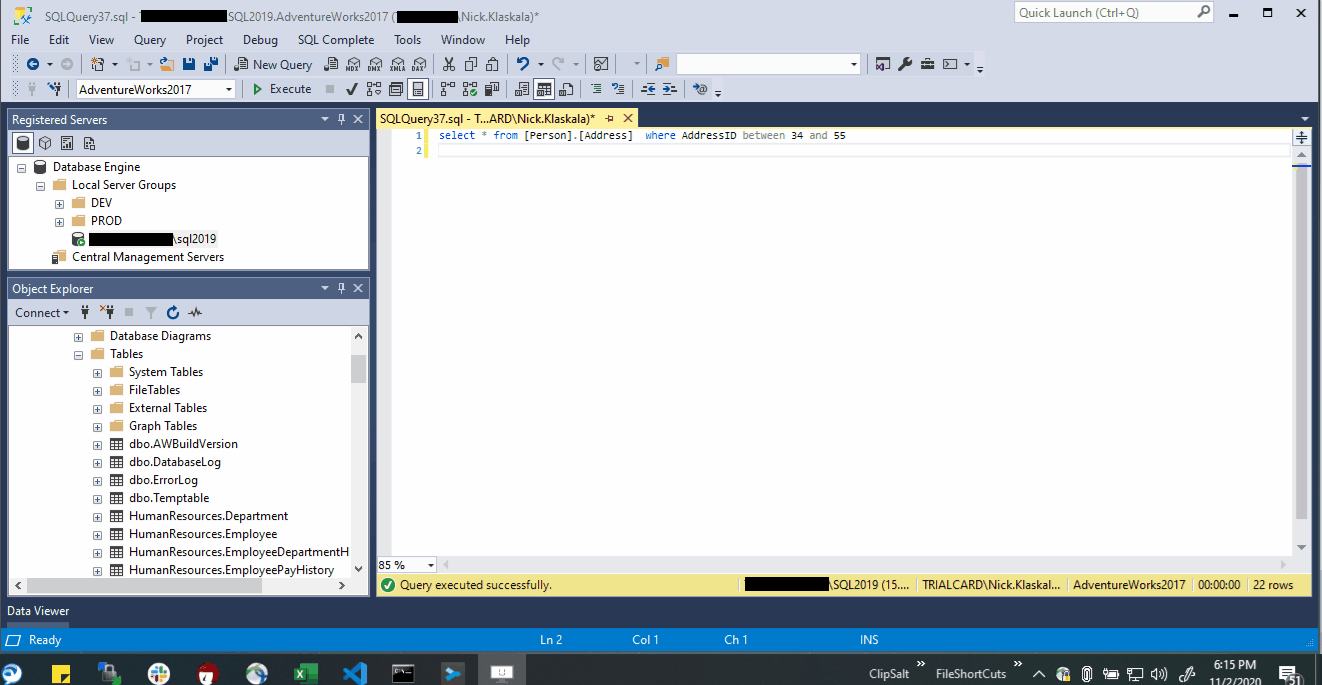 SQLQuery37.sql - SQL2019.AdventureWorks2017 ( \Nick.Klaskala)*
Quick Launch (Ctrl+Q)
File Edit View Query Project Debug SQL Complete Tools Window Help
New Query MDX DMX XMLA DAX
AdventureWorks2017 Execute
Registered Servers
SQLQuery37.sql - T...ARD\Nick.Klaskala)*
1 select * from [Person].[Address] where AddressID between 34 and 55
2
Database Engine
Local Server Groups
DEV
PROD
\sql2019
Central Management Servers
Object Explorer
Connect
Database Diagrams
Tables
System Tables
FileTables
External Tables
Graph Tables
dbo.AWBuildVersion
dbo.DatabaseLog
dbo.ErrorLog
dbo.Temptable
HumanResources.Department
HumanResources.Employee
HumanResources.EmployeeDepartmentH
HumanResources.EmployeePayHistory
85 %
Query executed successfully. \SQL2019 (15.... TRIALCARD\Nick.Klaskal... AdventureWorks2017 00:00:00 22 rows
Data Viewer
Ready Ln 2 Col 1 Ch 1 INS
ClipSalt » FileShortCuts » 6:15 PM
11/2/2020
51